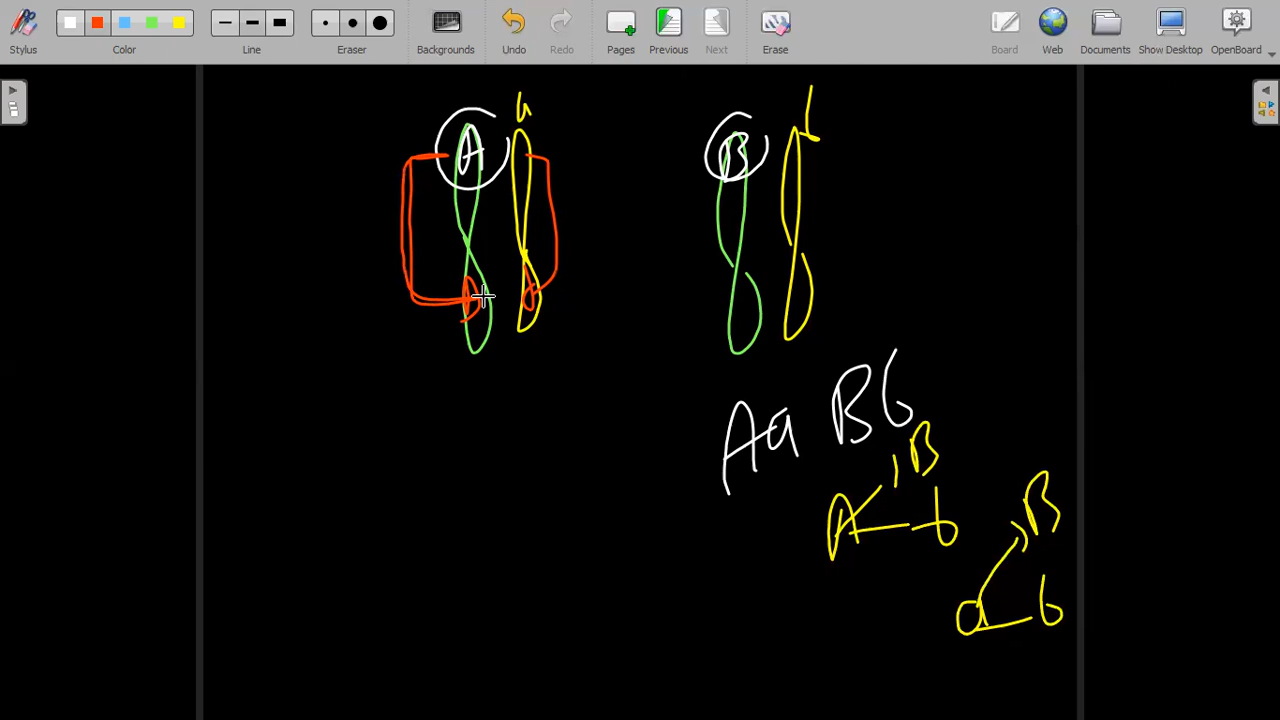 Stylus Color Line Eraser Backgrounds Undo Redo Pages Previous Next Erase Board Web Documents Show Desktop OpenBoard
A a B b
Aa Bb
B
A b
B
a b